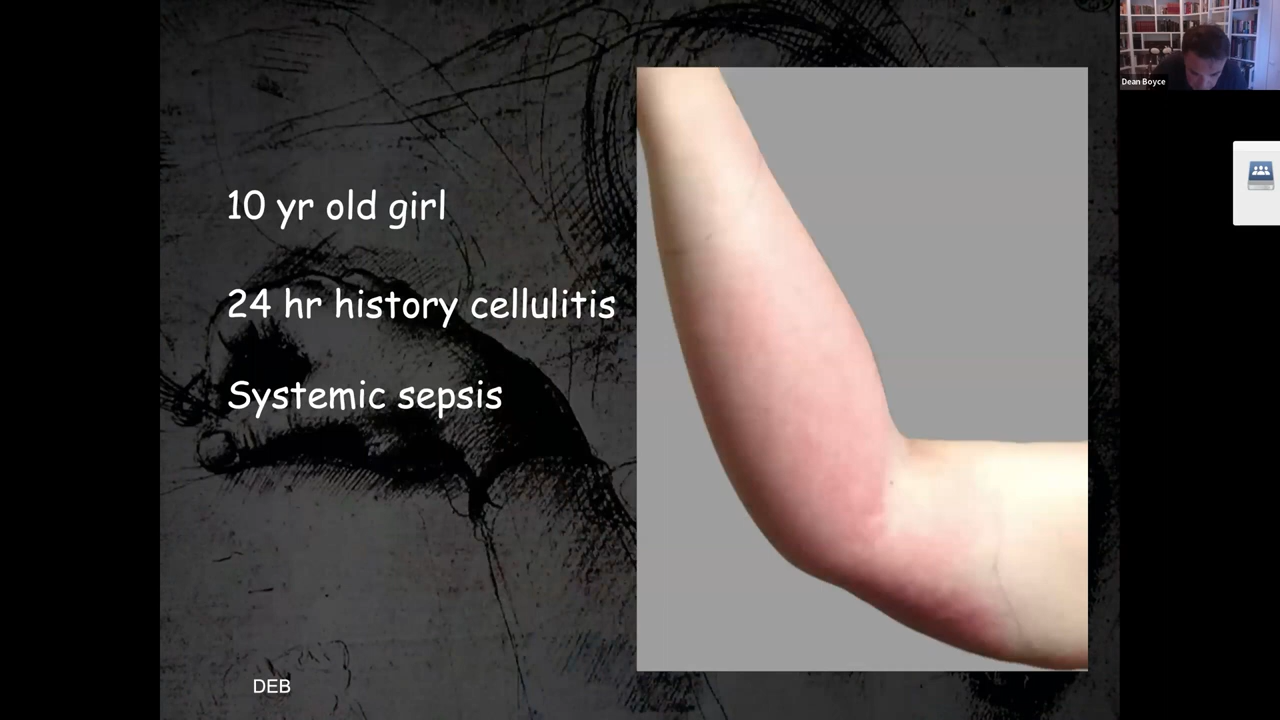 Dean Boyce
10 yr old girl
24 hr history cellulitis
Systemic sepsis
DEB